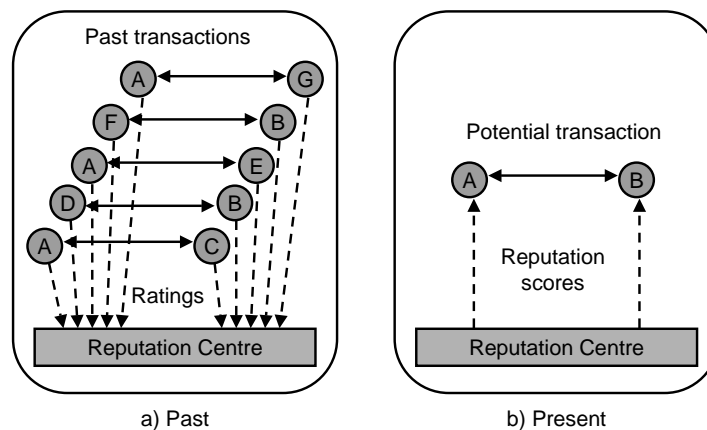 Past transactions
A G
F B
A E
D B
A C
Ratings
Reputation Centre
a) Past
Potential transaction
A B
Reputation
scores
Reputation Centre
b) Present